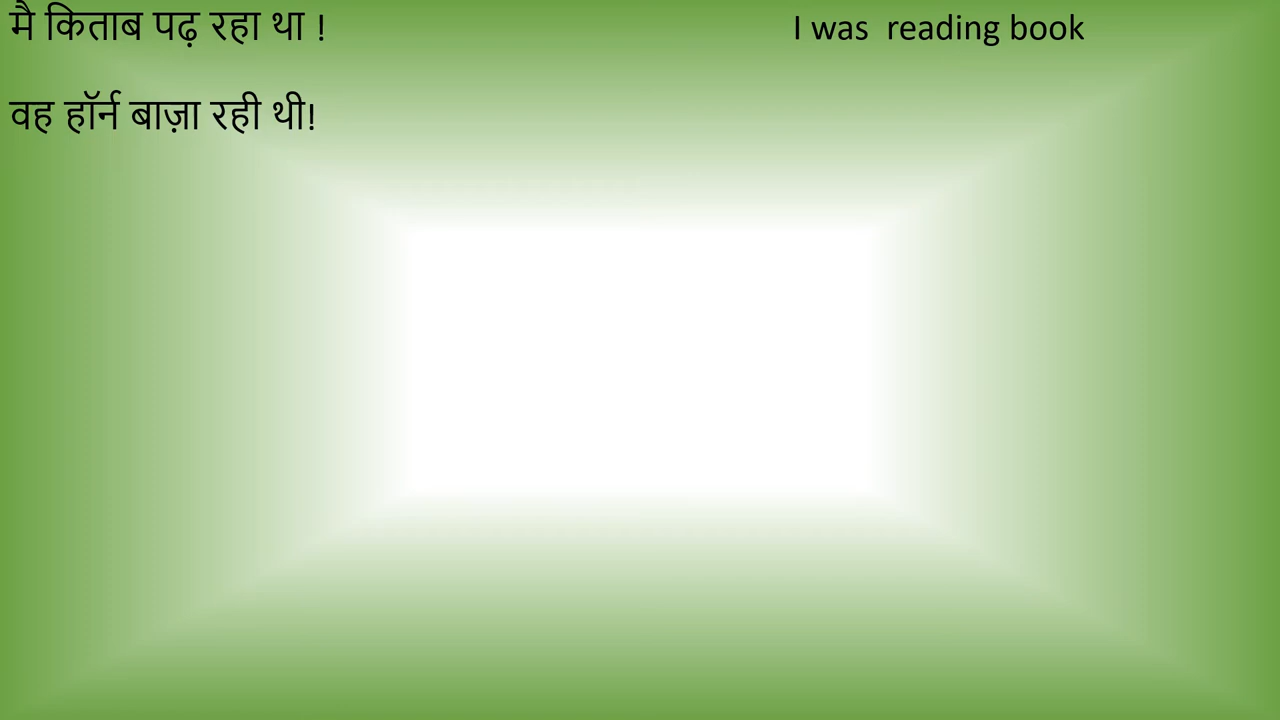 मै किताब पढ़ रहा था ! I was reading book
वह हॉर्न बाज़ा रही थी!